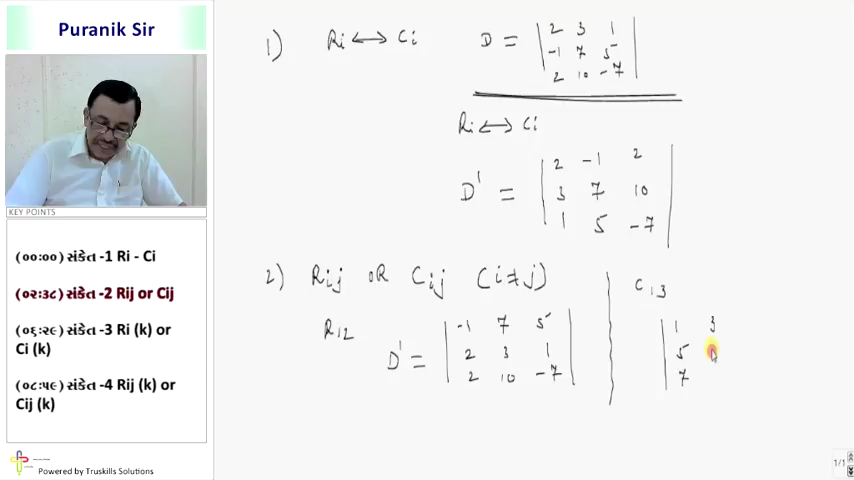 Puranik Sir
KEY POINTS
(૦૦:૦૦) સંકેત -1 Ri - Ci
(૦૨:૩૮) સંકેત -2 Rij or Cij
(૦૬:૨૯) સંકેત -3 Ri (k) or
Ci (k)
(૦૮:૫૯) સંકેત -4 Rij (k) or
Cij (k)
Powered by Truskills Solutions
1) Ri ⟷ Ci D = | 2 3 1 |
| -1 7 5 |
| 2 10 -7 |
Ri ⟷ Ci
D' = | 2 -1 2 |
| 3 7 10 |
| 1 5 -7 |
2) Rij OR Cij (i≠j)
R12
D' = | -1 7 5 |
| 2 3 1 |
| 2 10 -7 |
C13
| 1 3
| 5
| 7
1/1